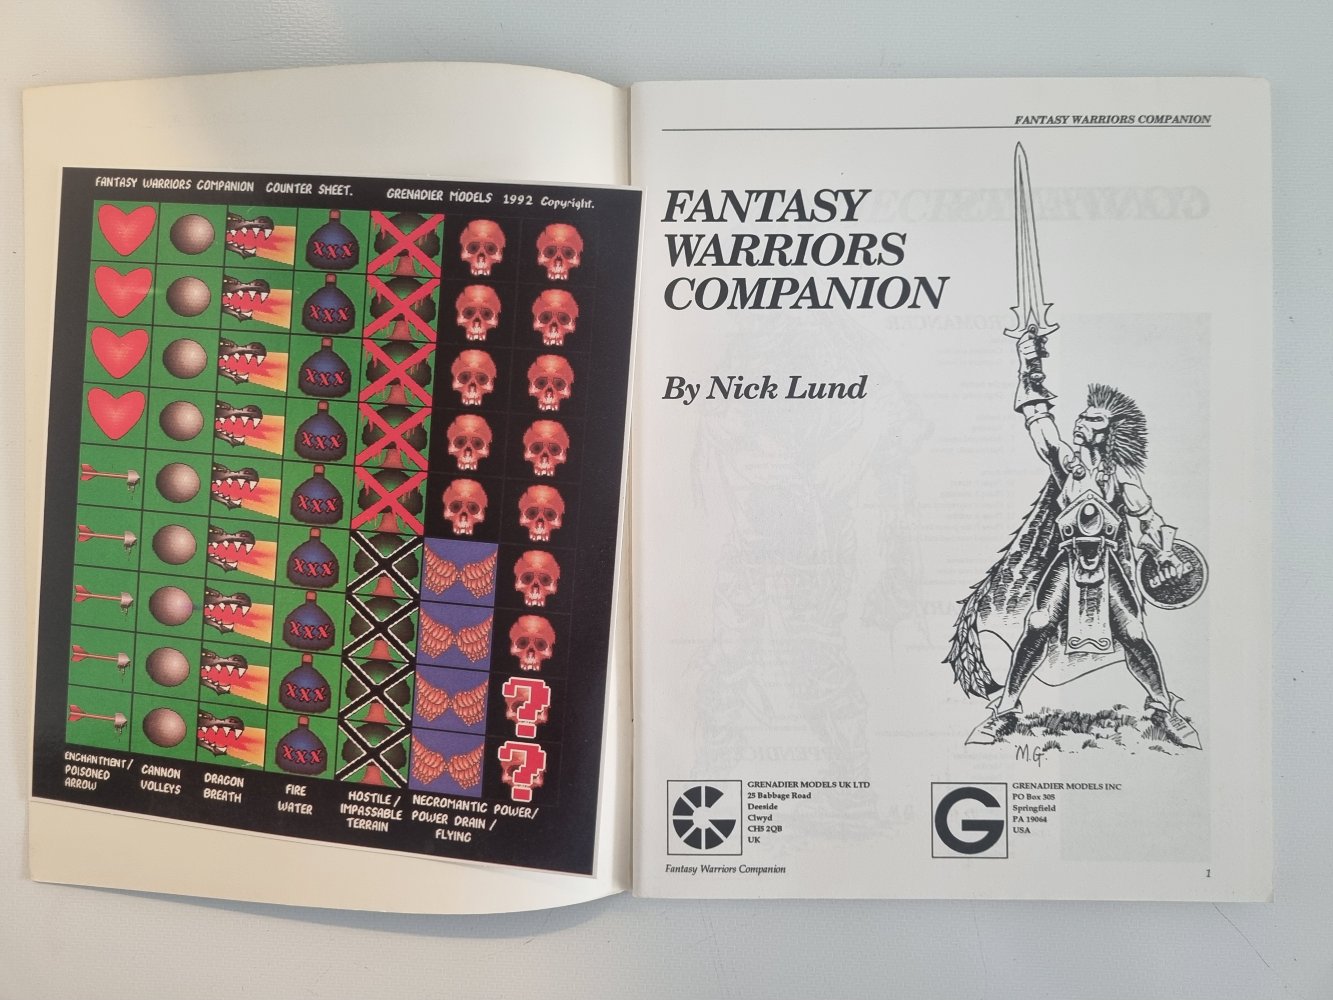 FANTASY WARRIORS COMPANION COUNTER SHEET. GRENADIER MODELS 1992 Copyright.
XXX
XXX
XXX
XXX
XXX
XXX
XXX
XXX
XXX
?
?
ENCHANTMENT/
POISONED
ARROW
CANNON
VOLLEYS
DRAGON
BREATH
FIRE
WATER
HOSTILE /
IMPASSABLE
TERRAIN
NECROMANTIC POWER/
POWER DRAIN /
FLYING
FANTASY WARRIORS COMPANION
FANTASY
WARRIORS
COMPANION
By Nick Lund
M.G.
GRENADIER MODELS UK LTD
25 Babbage Road
Deeside
Clwyd
CH5 2QB
UK
G
GRENADIER MODELS INC
PO Box 305
Springfield
PA 19064
USA
Fantasy Warriors Companion
1